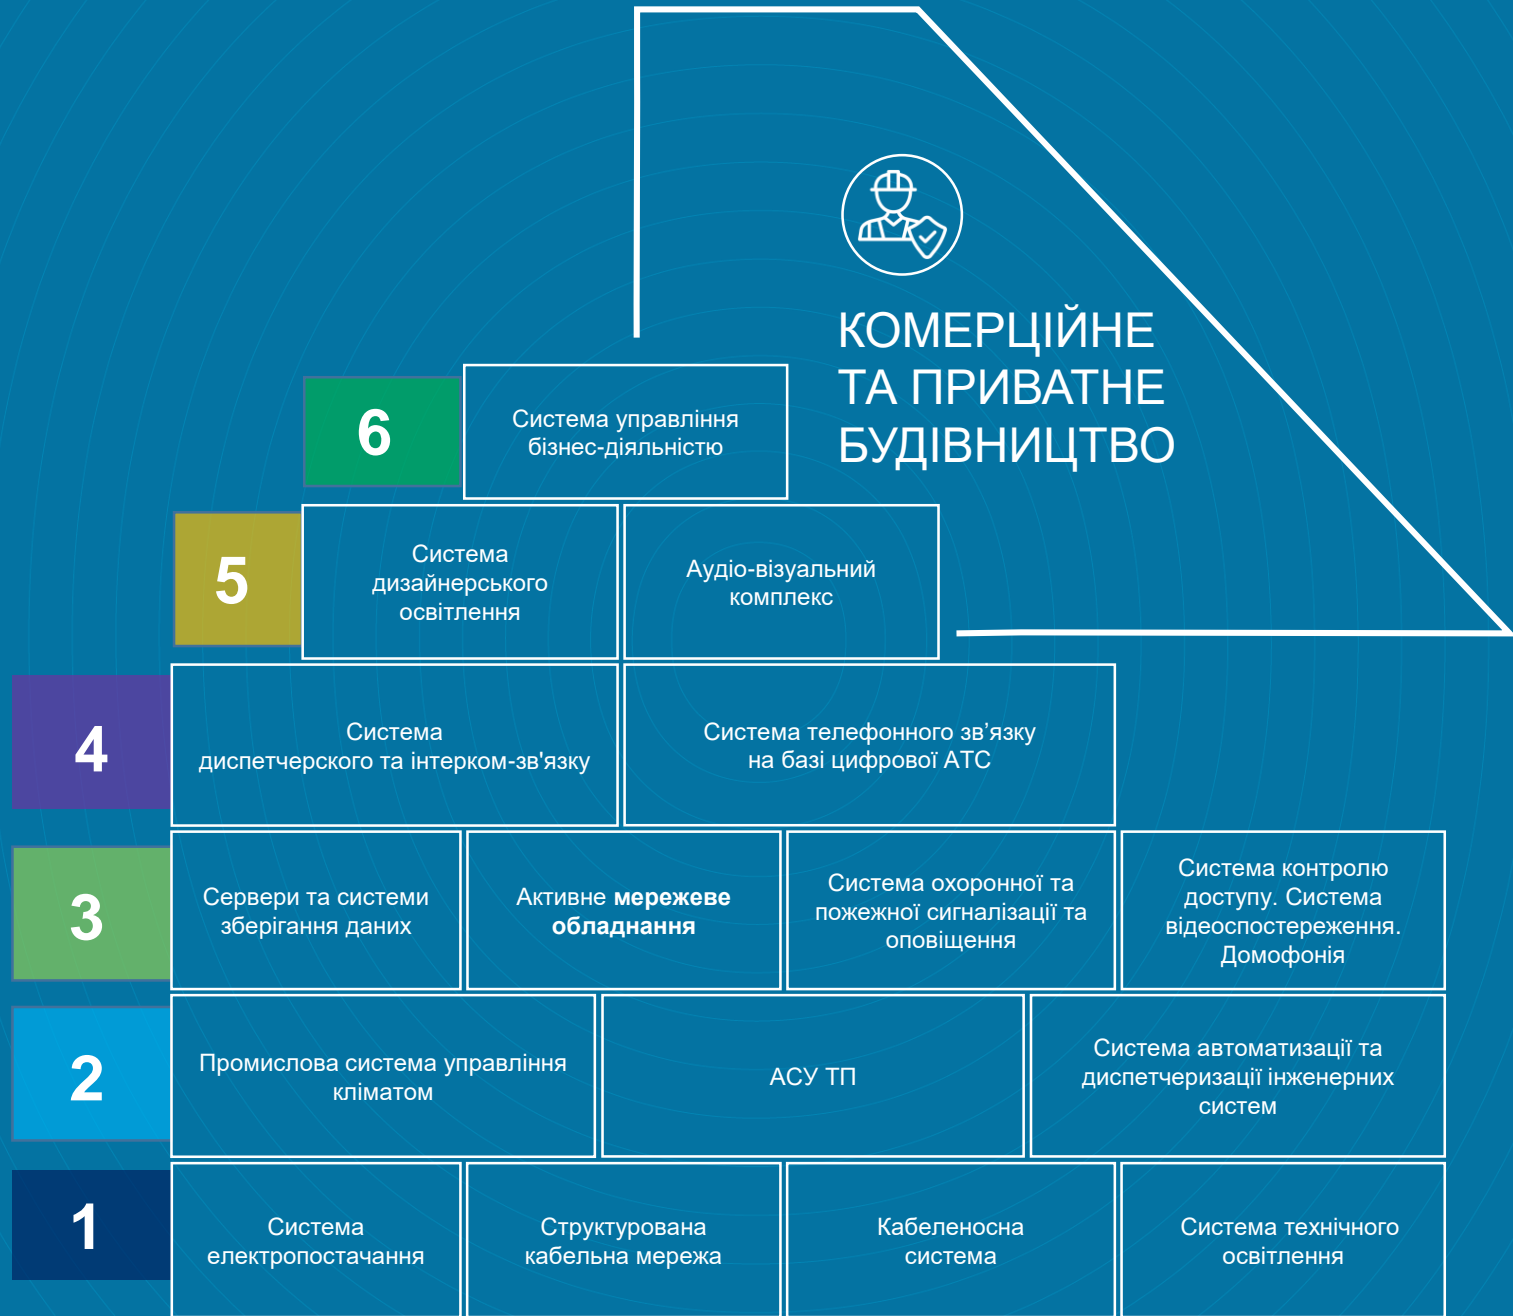 КОМЕРЦІЙНЕ
ТА ПРИВАТНЕ
БУДІВНИЦТВО
6
Система управління
бізнес-діяльністю
5
Система
дизайнерського
освітлення
Аудіо-візуальний
комплекс
4
Система
диспетчерского та інтерком-зв'язку
Система телефонного зв’язку
на базі цифрової АТС
3
Сервери та системи
зберігання даних
Активне мережеве
обладнання
Система охоронної та
пожежної сигналізації та
оповіщення
Система контролю
доступу. Система
відеоспостереження.
Домофонія
2
Промислова система управління
кліматом
АСУ ТП
Система автоматизації та
диспетчеризації інженерних
систем
1
Система
електропостачання
Структурована
кабельна мережа
Кабеленосна
система
Система технічного
освітлення